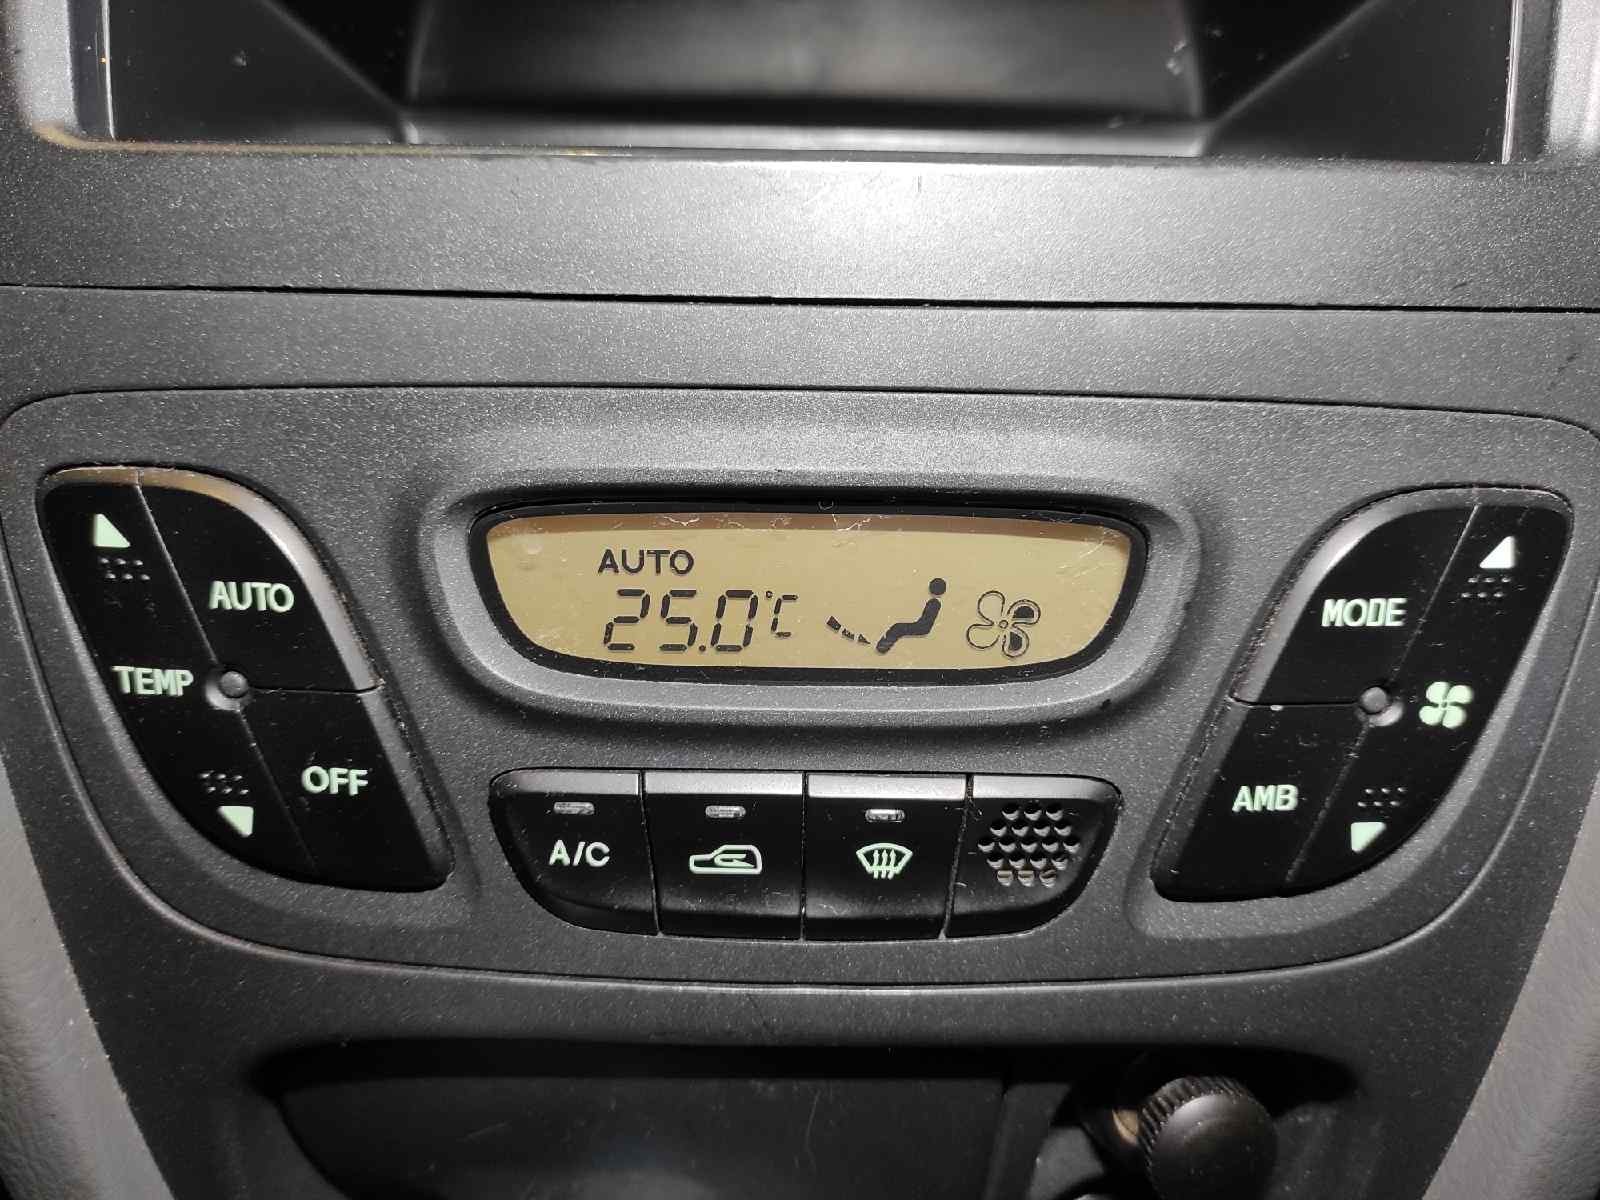 AUTO
25.0°C
AUTO
TEMP
OFF
A/C
MODE
AMB